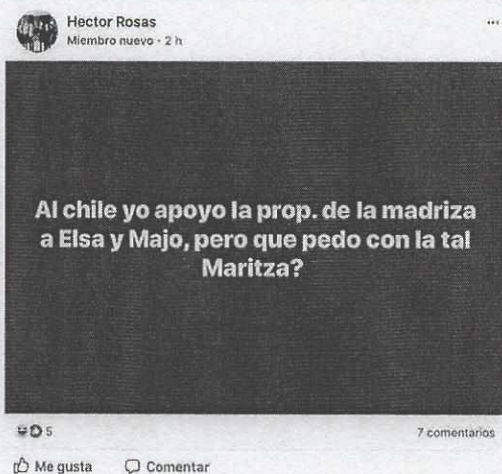 Hector Rosas
Miembro nuevo · 2 h
Al chile yo apoyo la prop. de la madriza
a Elsa y Majo, pero que pedo con la tal
Maritza?
5
7 comentarios
Me gusta
Comentar